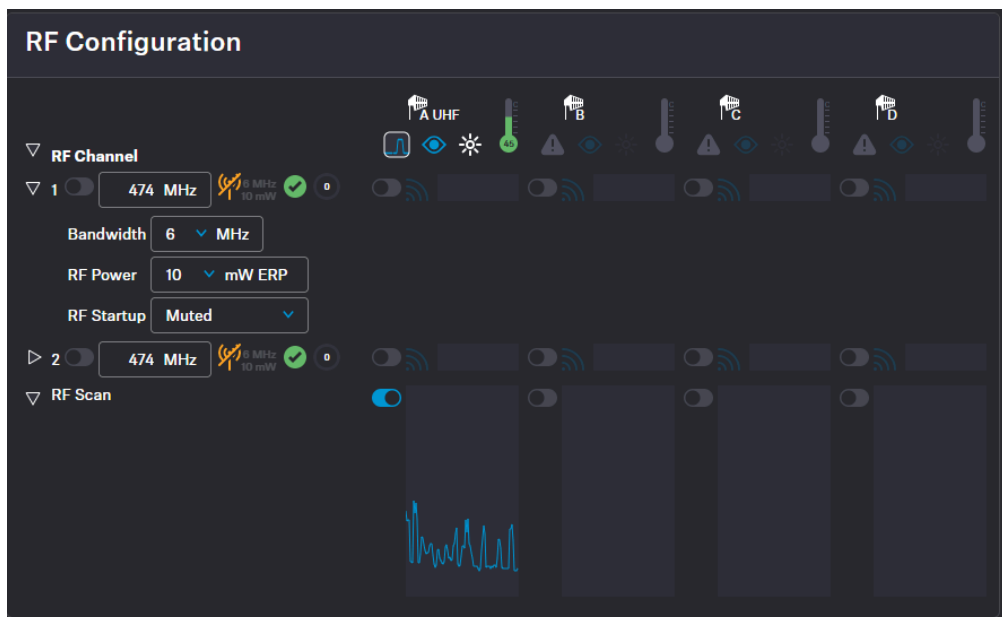 RF Configuration
A UHF
B
C
D
45
RF Channel
1 474 MHz 6 MHz 10 mW 0
Bandwidth 6 MHz
RF Power 10 mW ERP
RF Startup Muted
2 474 MHz 6 MHz 10 mW 0
RF Scan